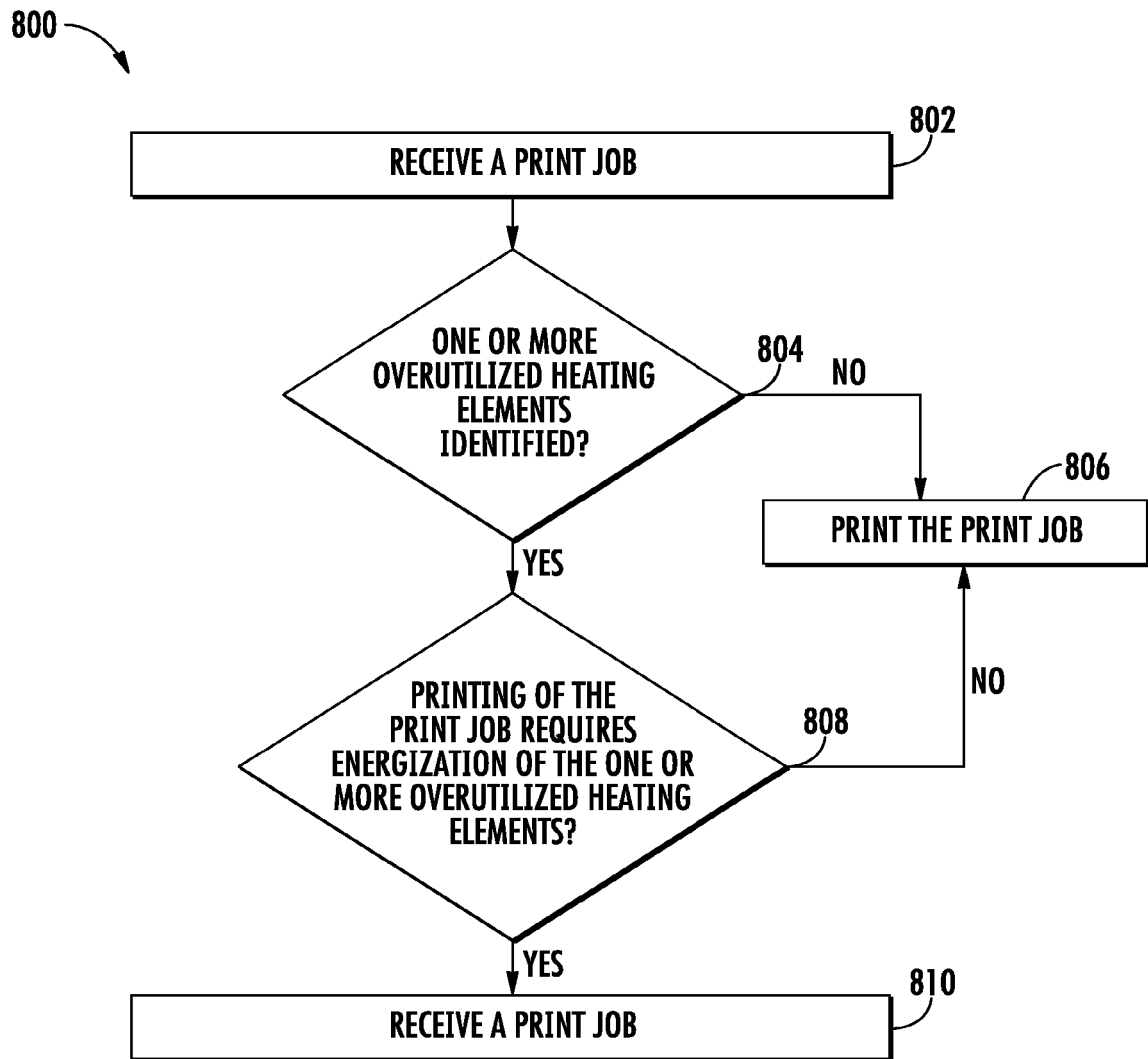 800
802
RECEIVE A PRINT JOB
ONE OR MORE
OVERUTILIZED HEATING
ELEMENTS
IDENTIFIED?
804
NO
806
PRINT THE PRINT JOB
YES
PRINTING OF THE
PRINT JOB REQUIRES
ENERGIZATION OF THE ONE OR
MORE OVERUTILIZED HEATING
ELEMENTS?
808
NO
YES
810
RECEIVE A PRINT JOB